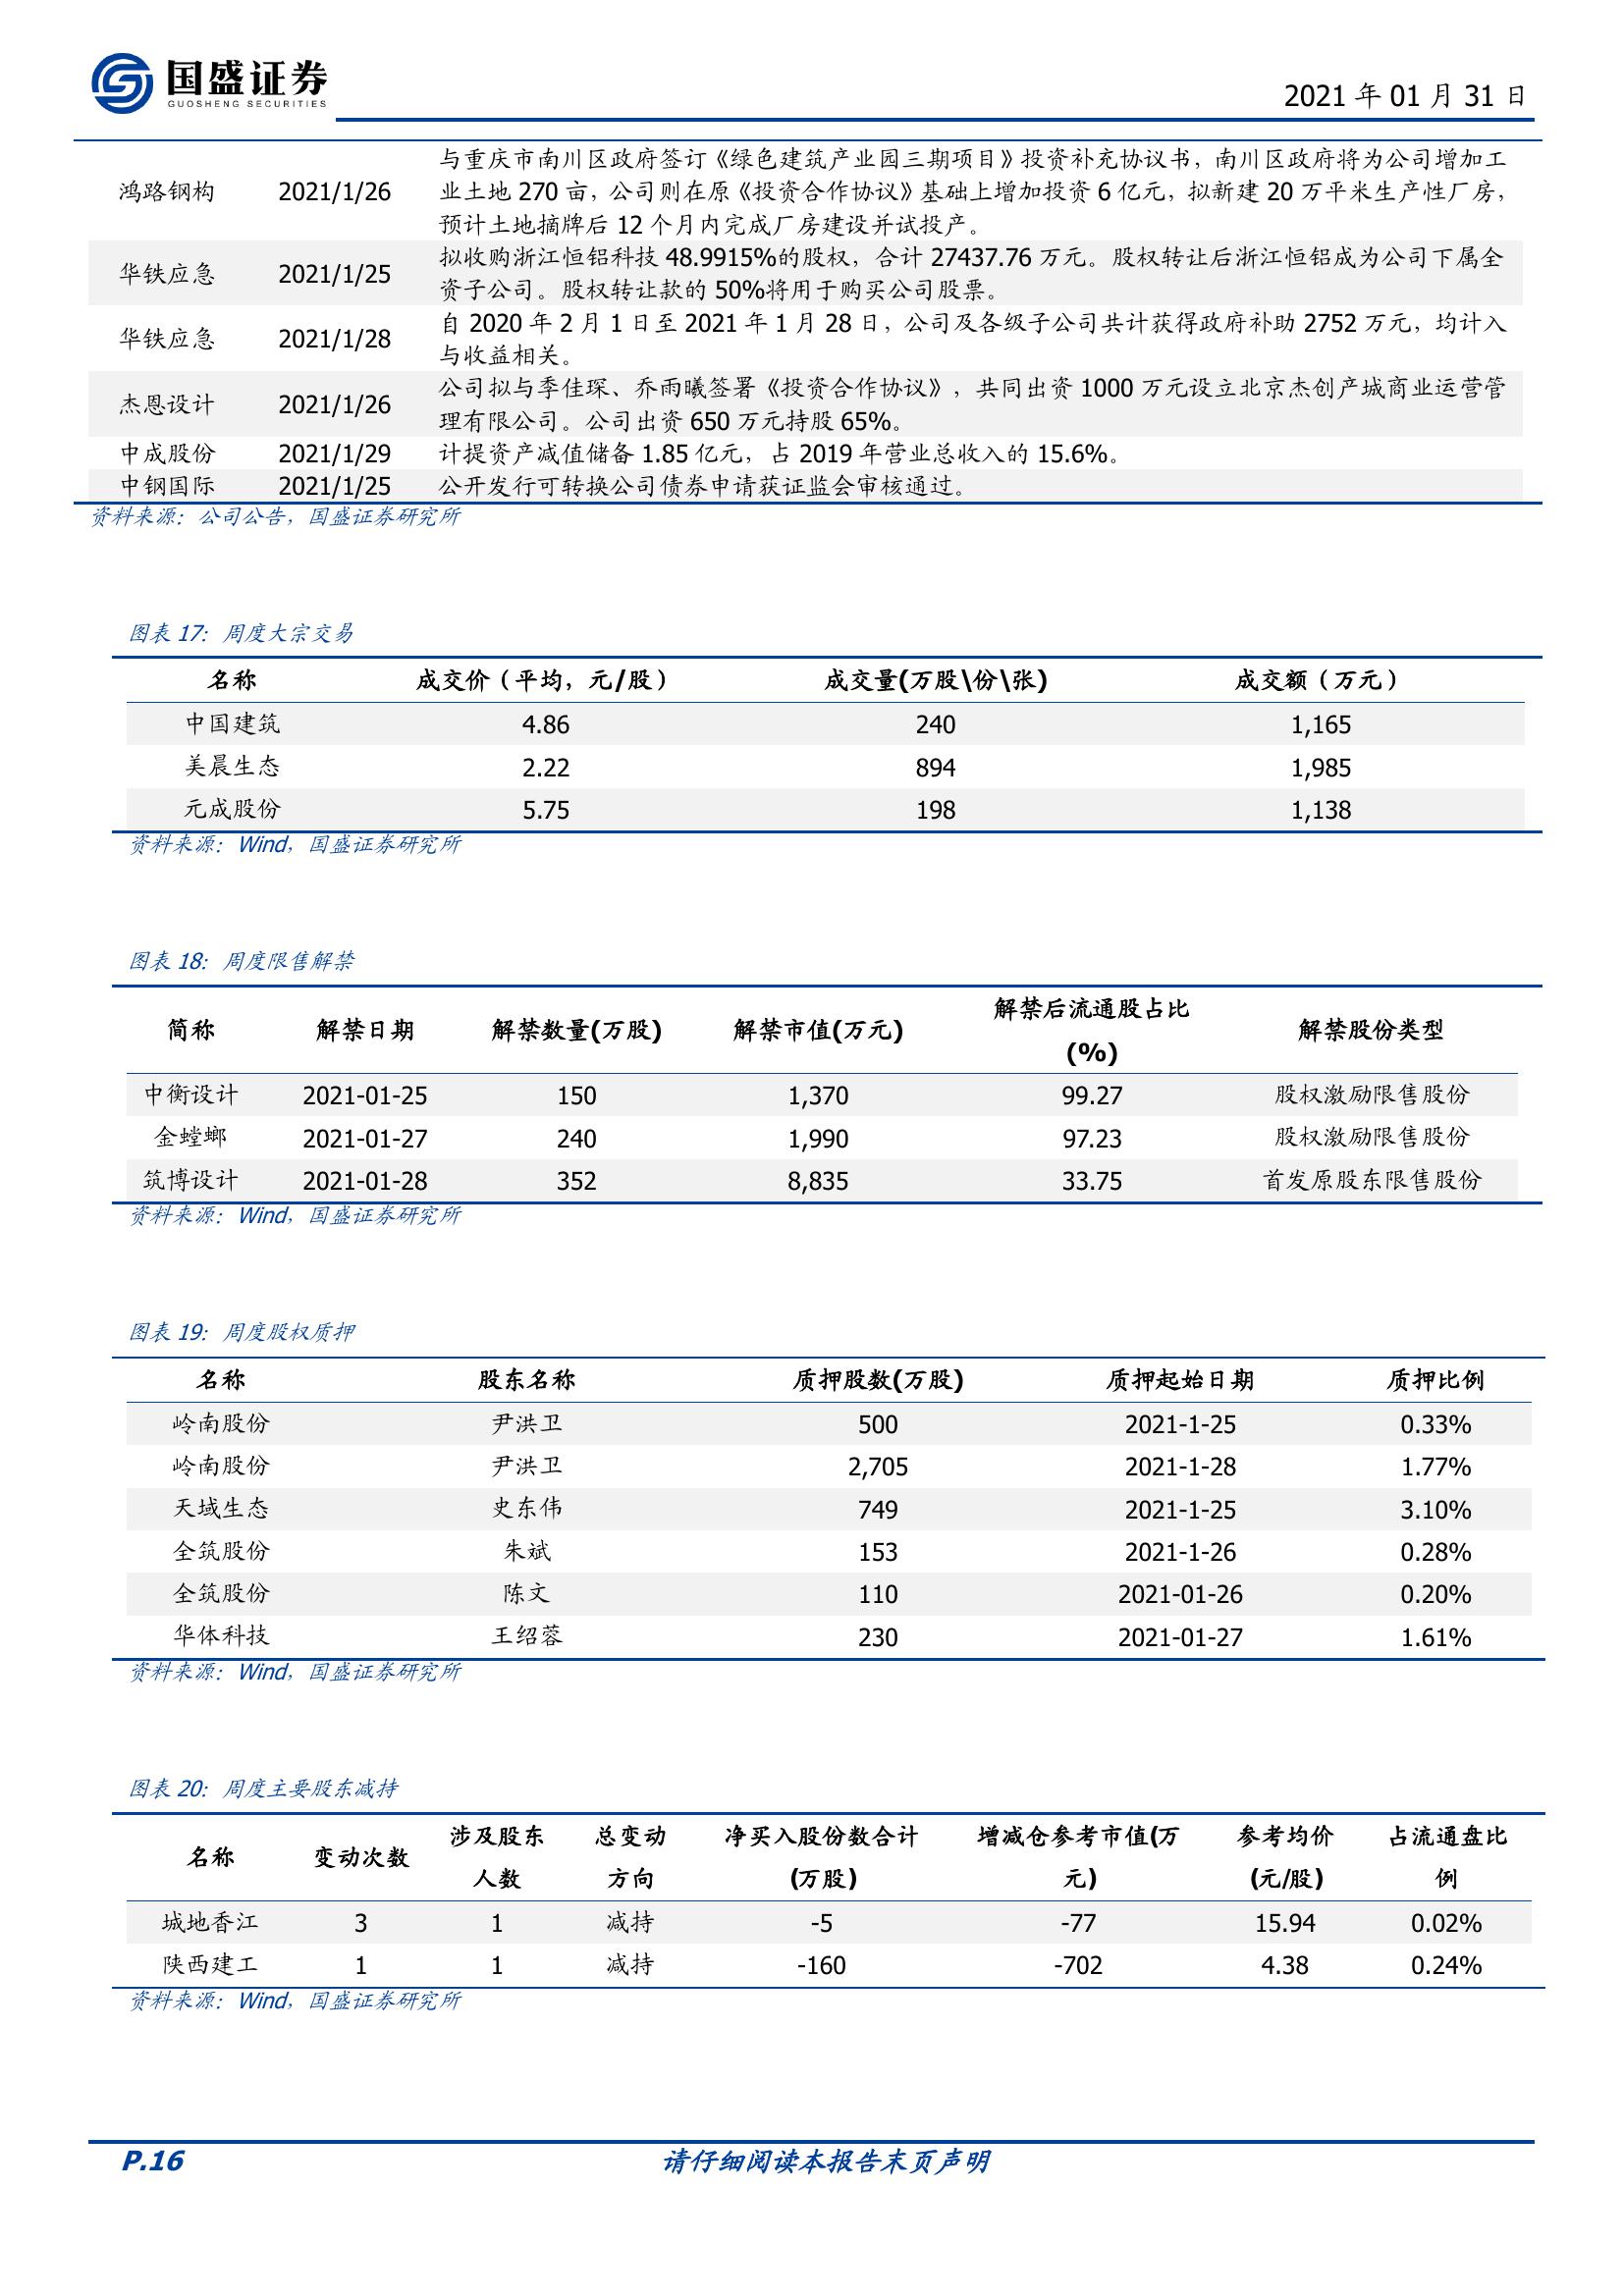 国盛证券
GUOSHENG SECURITIES
2021 年 01 月 31 日
鸿路钢构 2021/1/26 与重庆市南川区政府签订《绿色建筑产业园三期项目》投资补充协议书，南川区政府将为公司增加工
业土地 270 亩，公司则在原《投资合作协议》基础上增加投资 6 亿元，拟新建 20 万平米生产性厂房，
预计土地摘牌后 12 个月内完成厂房建设并试投产。
华铁应急 2021/1/25 拟收购浙江恒铝科技 48.9915%的股权，合计 27437.76 万元。股权转让后浙江恒铝成为公司下属全
资子公司。股权转让款的 50%将用于购买公司股票。
华铁应急 2021/1/28 自 2020 年 2 月 1 日至 2021 年 1 月 28 日，公司及各级子公司共计获得政府补助 2752 万元，均计入
与收益相关。
杰恩设计 2021/1/26 公司拟与季佳琛、乔雨曦签署《投资合作协议》，共同出资 1000 万元设立北京杰创产城商业运营管
理有限公司。公司出资 650 万元持股 65%。
中成股份 2021/1/29 计提资产减值储备 1.85 亿元，占 2019 年营业总收入的 15.6%。
中钢国际 2021/1/25 公开发行可转换公司债券申请获证监会审核通过。
资料来源：公司公告，国盛证券研究所
图表 17：周度大宗交易
名称 成交价（平均，元/股） 成交量(万股\份\张) 成交额（万元）
中国建筑 4.86 240 1,165
美晨生态 2.22 894 1,985
元成股份 5.75 198 1,138
资料来源：Wind，国盛证券研究所
图表 18：周度限售解禁
简称 解禁日期 解禁数量(万股) 解禁市值(万元) 解禁后流通股占比 解禁股份类型
(%)
中衡设计 2021-01-25 150 1,370 99.27 股权激励限售股份
金螳螂 2021-01-27 240 1,990 97.23 股权激励限售股份
筑博设计 2021-01-28 352 8,835 33.75 首发原股东限售股份
资料来源：Wind，国盛证券研究所
图表 19：周度股权质押
名称 股东名称 质押股数(万股) 质押起始日期 质押比例
岭南股份 尹洪卫 500 2021-1-25 0.33%
岭南股份 尹洪卫 2,705 2021-1-28 1.77%
天域生态 史东伟 749 2021-1-25 3.10%
全筑股份 朱斌 153 2021-1-26 0.28%
全筑股份 陈文 110 2021-01-26 0.20%
华体科技 王绍蓉 230 2021-01-27 1.61%
资料来源：Wind，国盛证券研究所
图表 20：周度主要股东减持
名称 变动次数 涉及股东 总变动 净买入股份数合计 增减仓参考市值(万 参考均价 占流通盘比
人数 方向 (万股) 元) (元/股) 例
城地香江 3 1 减持 -5 -77 15.94 0.02%
陕西建工 1 1 减持 -160 -702 4.38 0.24%
资料来源：Wind，国盛证券研究所
P.16 请仔细阅读本报告末页声明